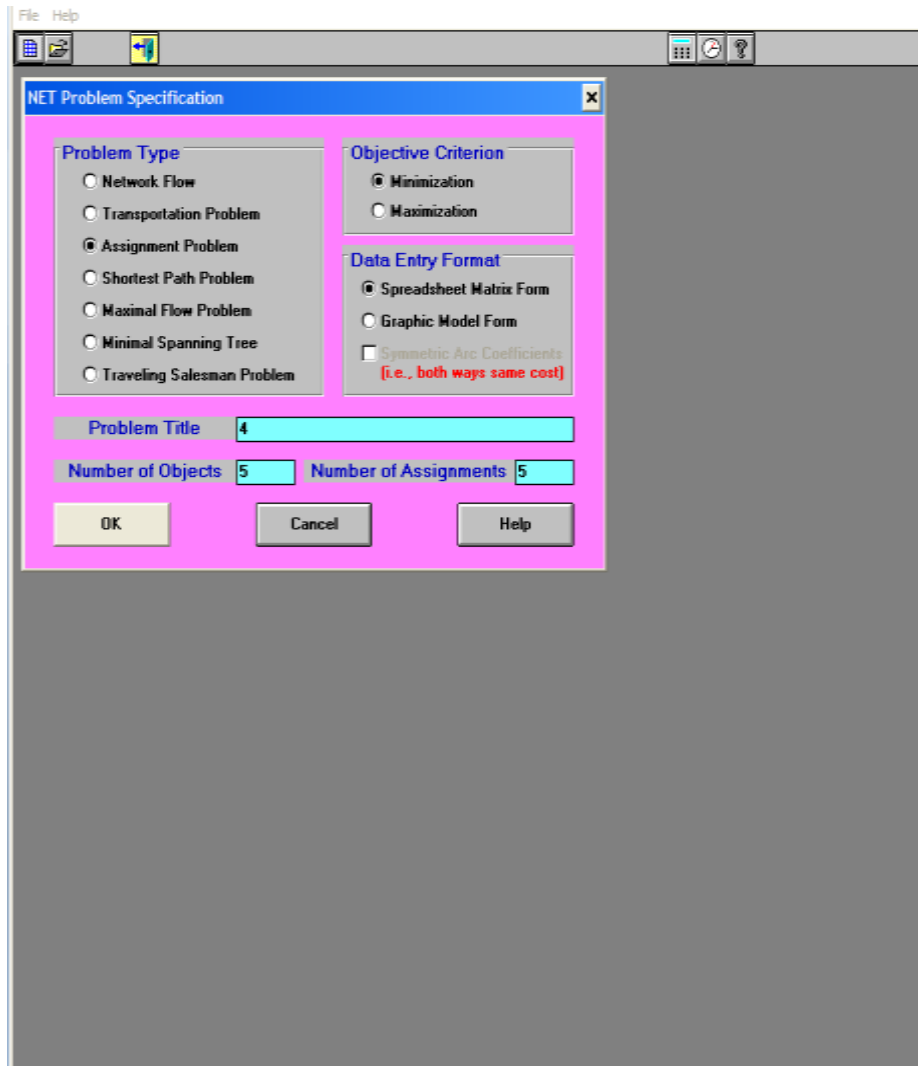 File Help
NET Problem Specification
Problem Type
Network Flow
Transportation Problem
Assignment Problem
Shortest Path Problem
Maximal Flow Problem
Minimal Spanning Tree
Traveling Salesman Problem
Objective Criterion
Minimization
Maximization
Data Entry Format
Spreadsheet Matrix Form
Graphic Model Form
Symmetric Arc Coefficients
(i.e., both ways same cost)
Problem Title 4
Number of Objects 5 Number of Assignments 5
OK Cancel Help